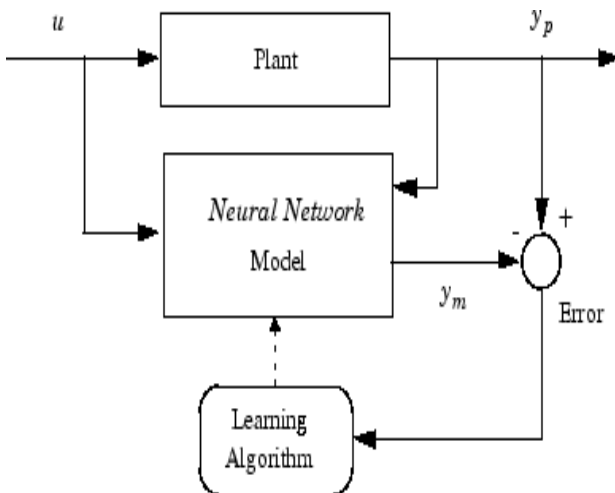 u
y_p
Plant
Neural Network
Model
- +
y_m
Error
Learning
Algorithm